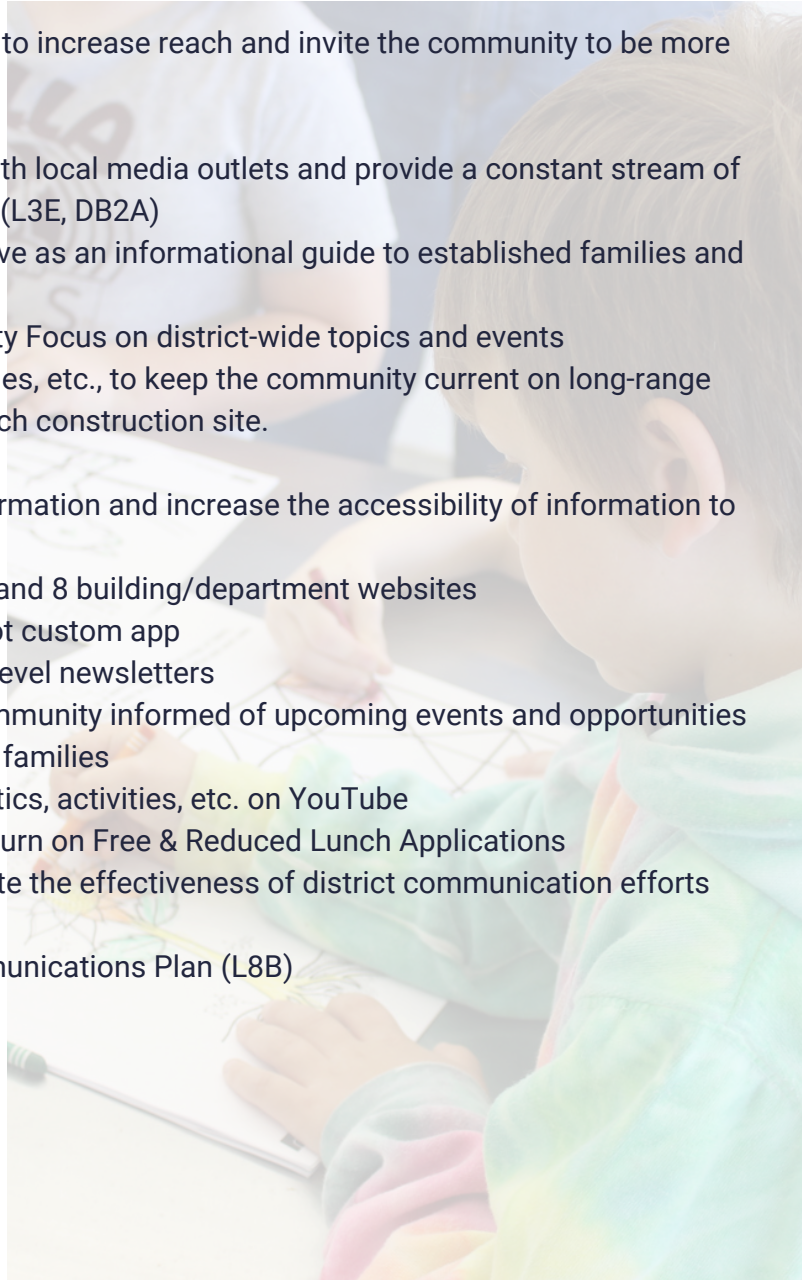 to increase reach and invite the community to be more
th local media outlets and provide a constant stream of
(L3E, DB2A)
ve as an informational guide to established families and
ty Focus on district-wide topics and events
es, etc., to keep the community current on long-range
ch construction site.
rmation and increase the accessibility of information to
and 8 building/department websites
ot custom app
evel newsletters
mmunity informed of upcoming events and opportunities
families
tics, activities, etc. on YouTube
urn on Free & Reduced Lunch Applications
te the effectiveness of district communication efforts
munications Plan (L8B)